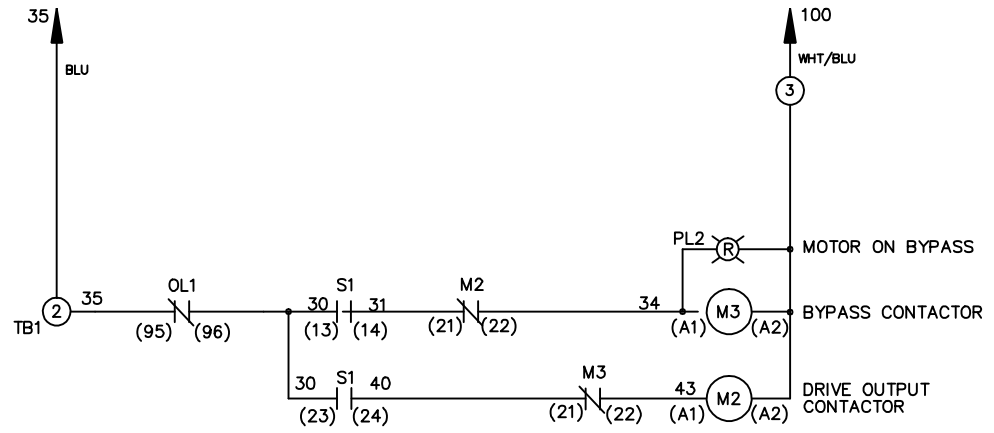 35
100
BLU
WHT/BLU
3
PL2
R
MOTOR ON BYPASS
OL1
S1
M2
35
30
31
34
2
M3
BYPASS CONTACTOR
TB1
(95)
(96)
(13)
(14)
(21)
(22)
(A1)
(A2)
S1
M3
30
40
43
M2
DRIVE OUTPUT
CONTACTOR
(23)
(24)
(21)
(22)
(A1)
(A2)